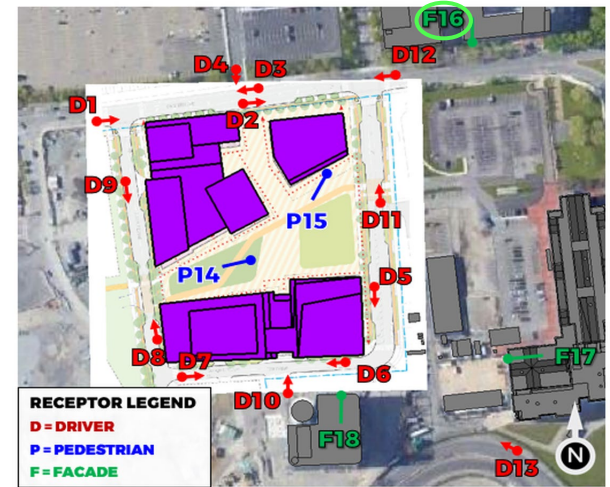 F16
D4
D3
D12
D1
D2
D9
P15
D11
P14
D5
D8
D7
D6
F17
D10
F18
D13
N
RECEPTOR LEGEND
D = DRIVER
P = PEDESTRIAN
F = FACADE